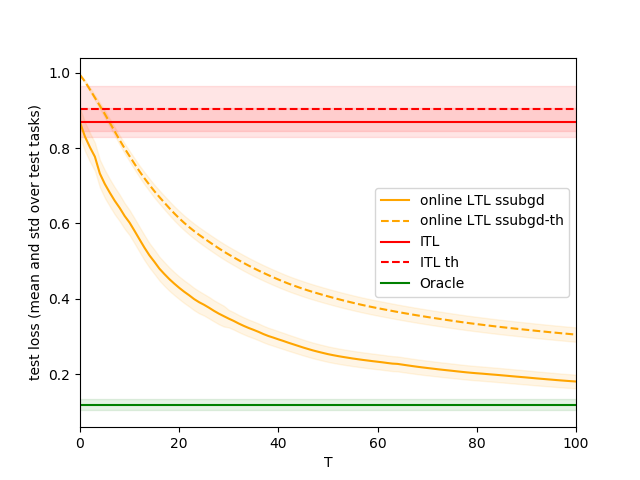 test loss (mean and std over test tasks)
1.0
0.8
0.6
0.4
0.2
0
20
40
60
80
100
T
online LTL ssubgd
online LTL ssubgd-th
ITL
ITL th
Oracle